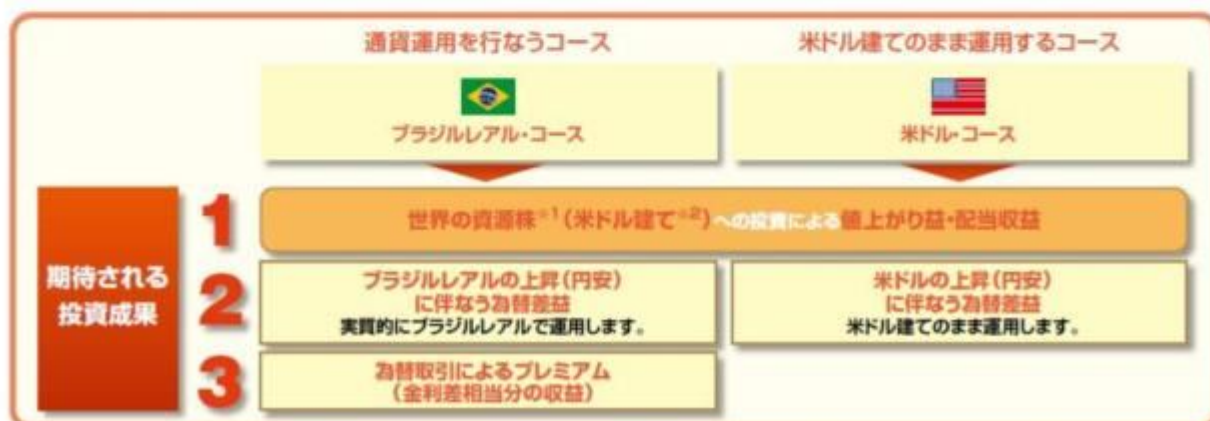 通貨運用を行なうコース
米ドル建てのまま運用するコース
ブラジルレアル・コース
米ドル・コース
期待される
投資成果
1
世界の資源株※1(米ドル建て※2)への投資による値上がり益・配当収益
2
ブラジルレアルの上昇(円安)
に伴なう為替差益
実質的にブラジルレアルで運用します。
米ドルの上昇(円安)
に伴なう為替差益
米ドル建てのまま運用します。
3
為替取引によるプレミアム
(金利差相当分の収益)